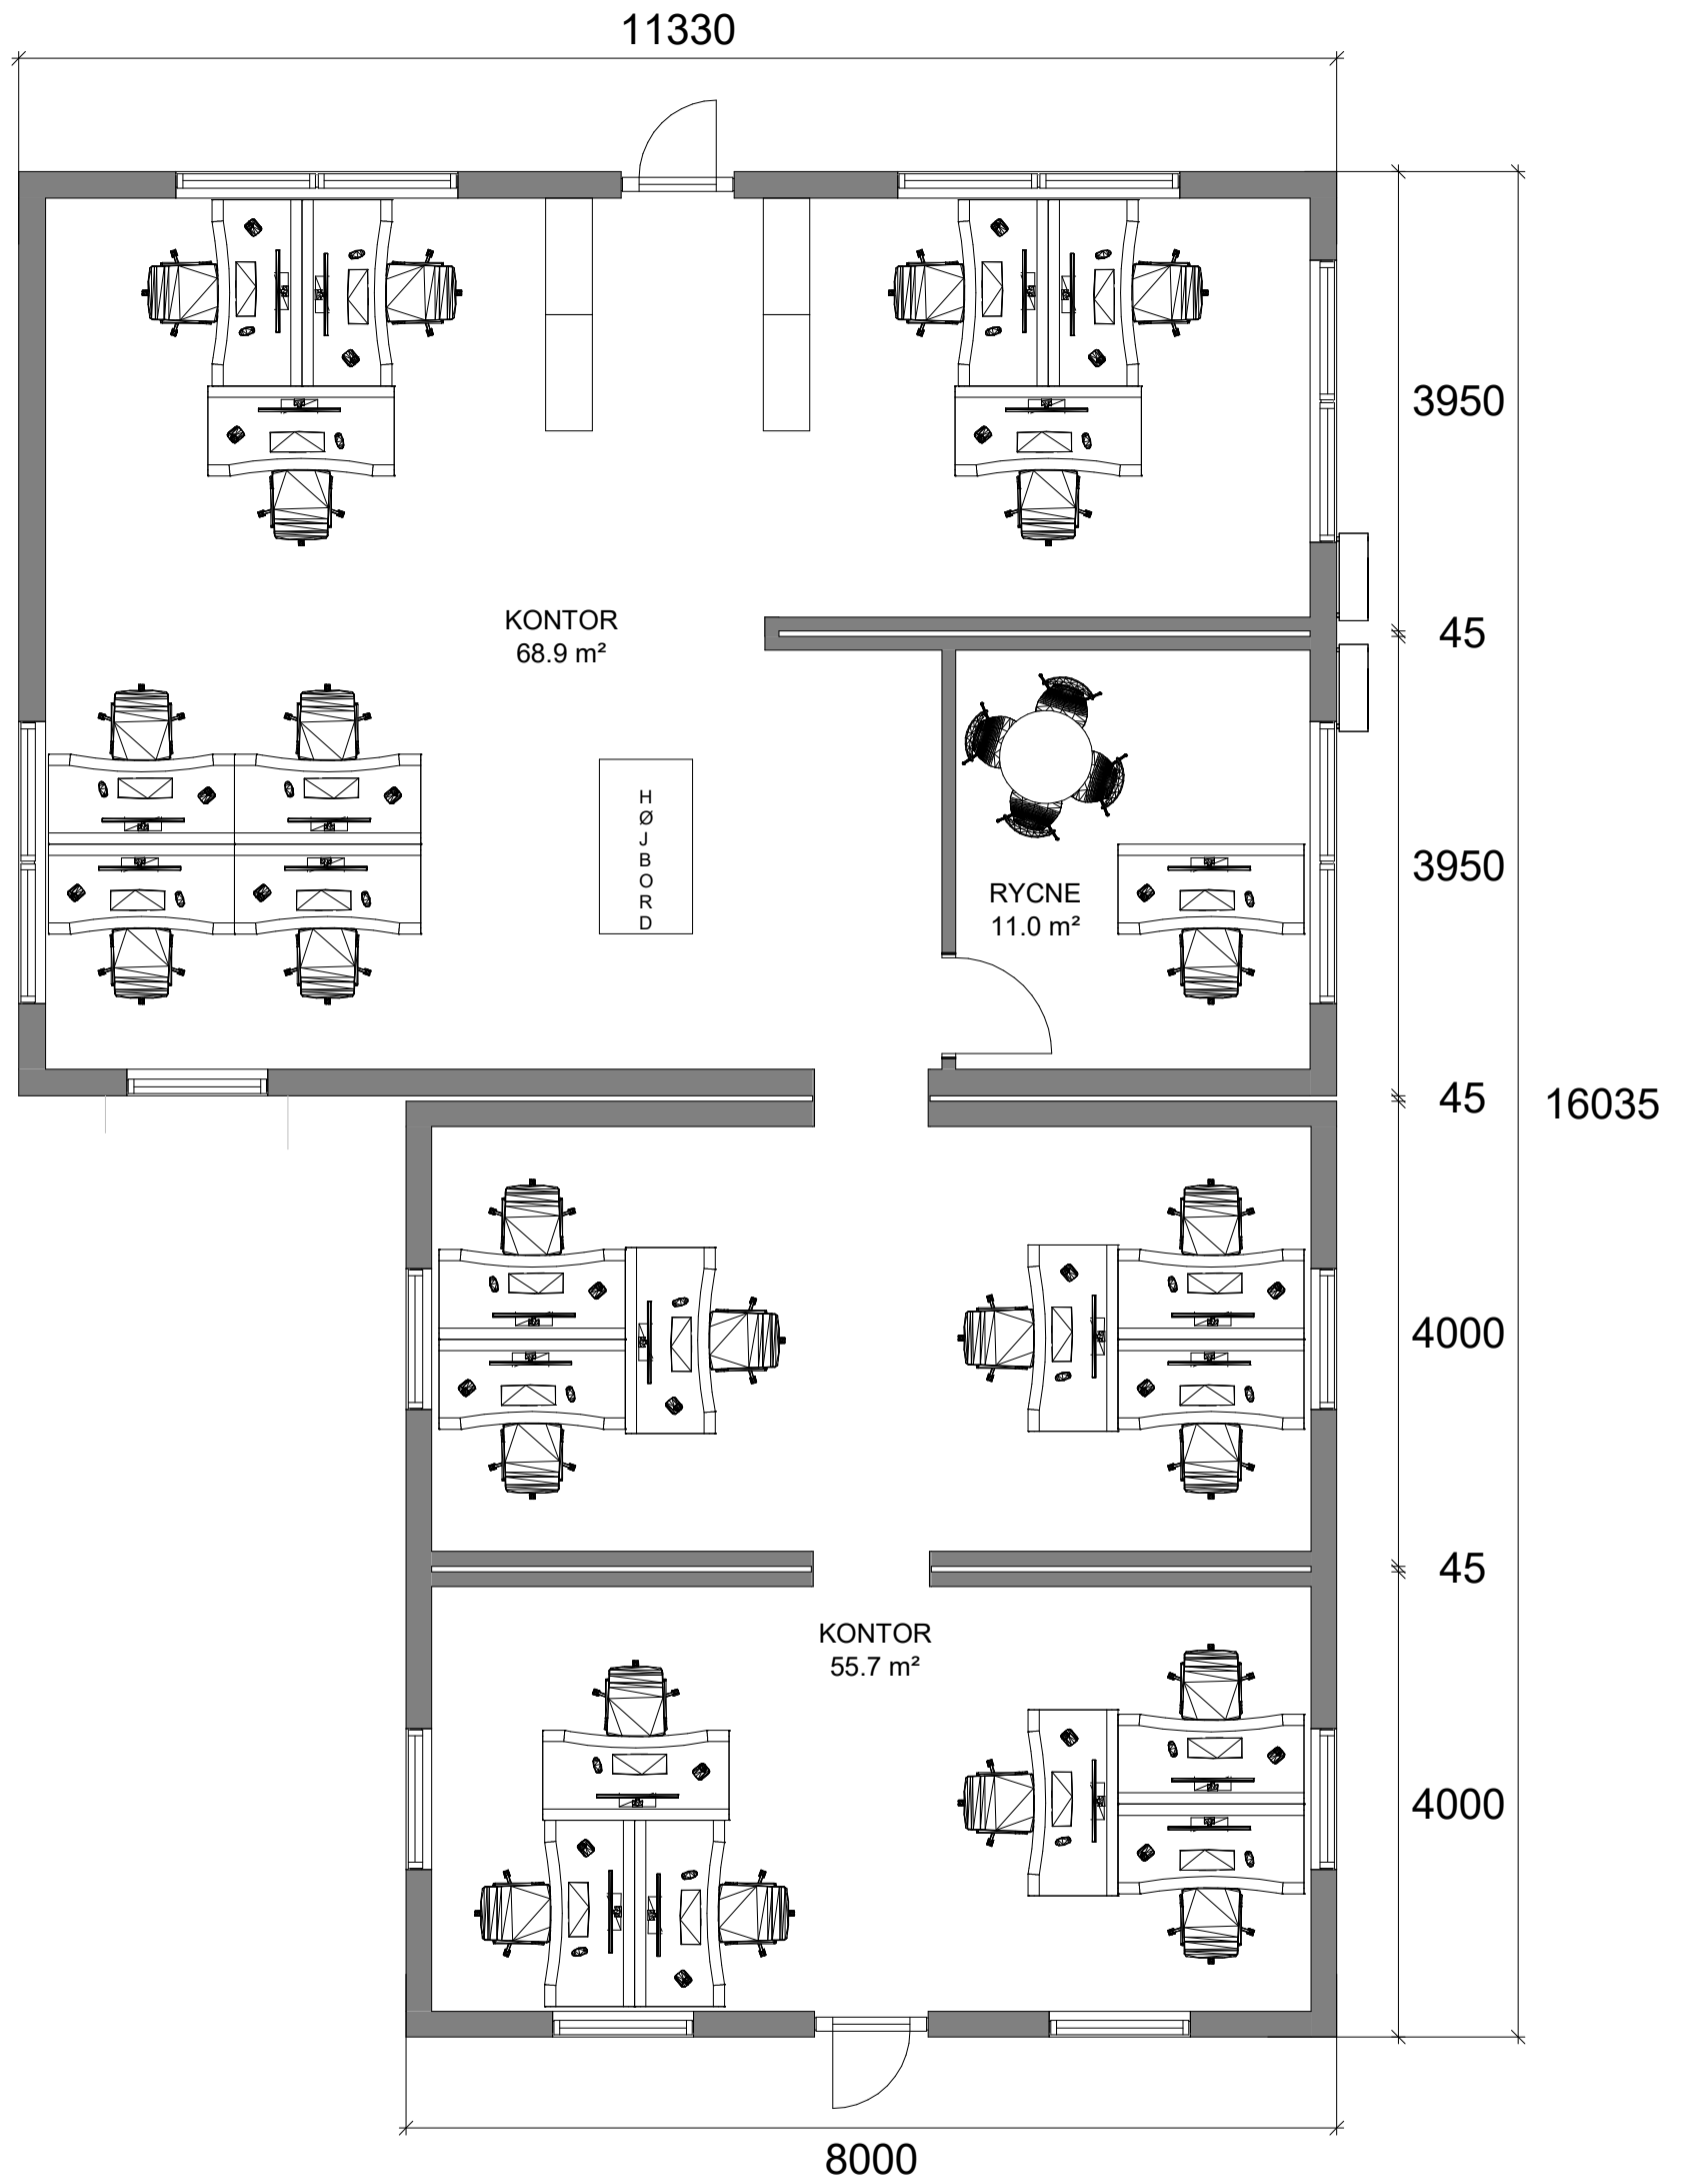 11330
3950
45
KONTOR
68.9 m²
H
Ø
J
B
O
R
D
RYCNE
11.0 m²
3950
45
16035
4000
45
KONTOR
55.7 m²
4000
8000